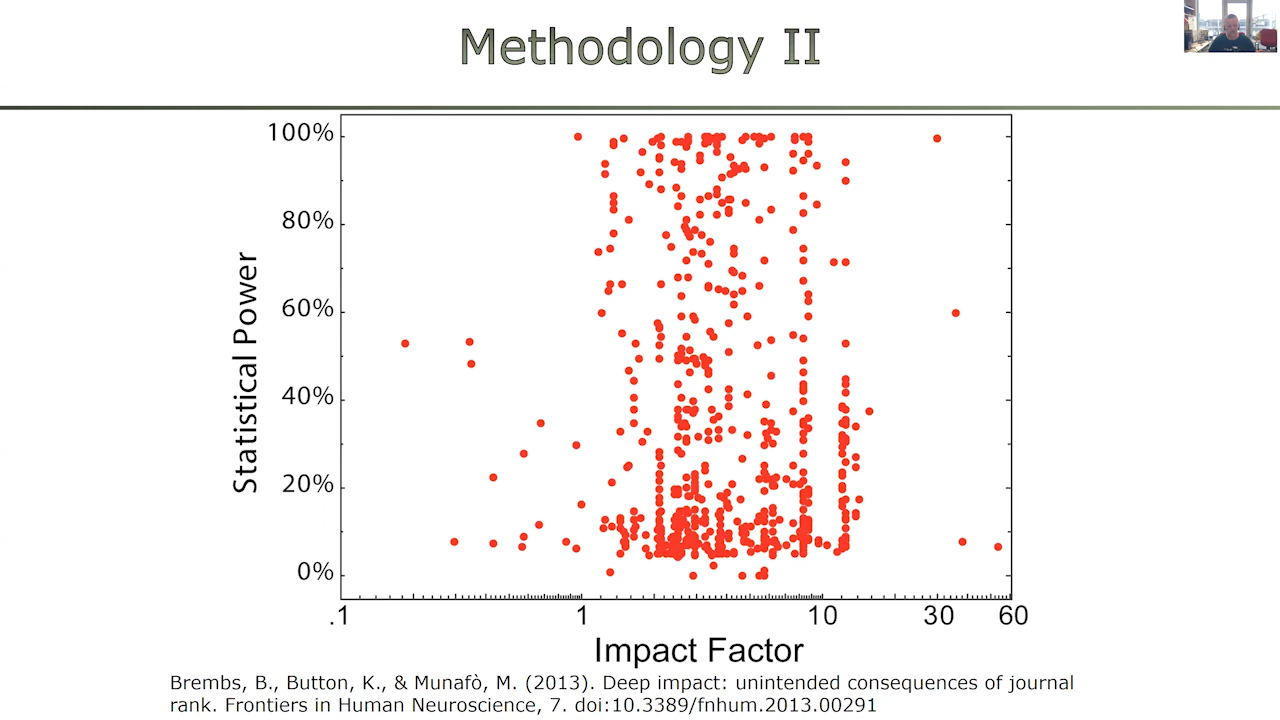 Methodology II
100%
80%
60%
40%
20%
0%
Statistical Power
.1
1
10
30
60
Impact Factor
Brembs, B., Button, K., & Munafò, M. (2013). Deep impact: unintended consequences of journal
rank. Frontiers in Human Neuroscience, 7. doi:10.3389/fnhum.2013.00291